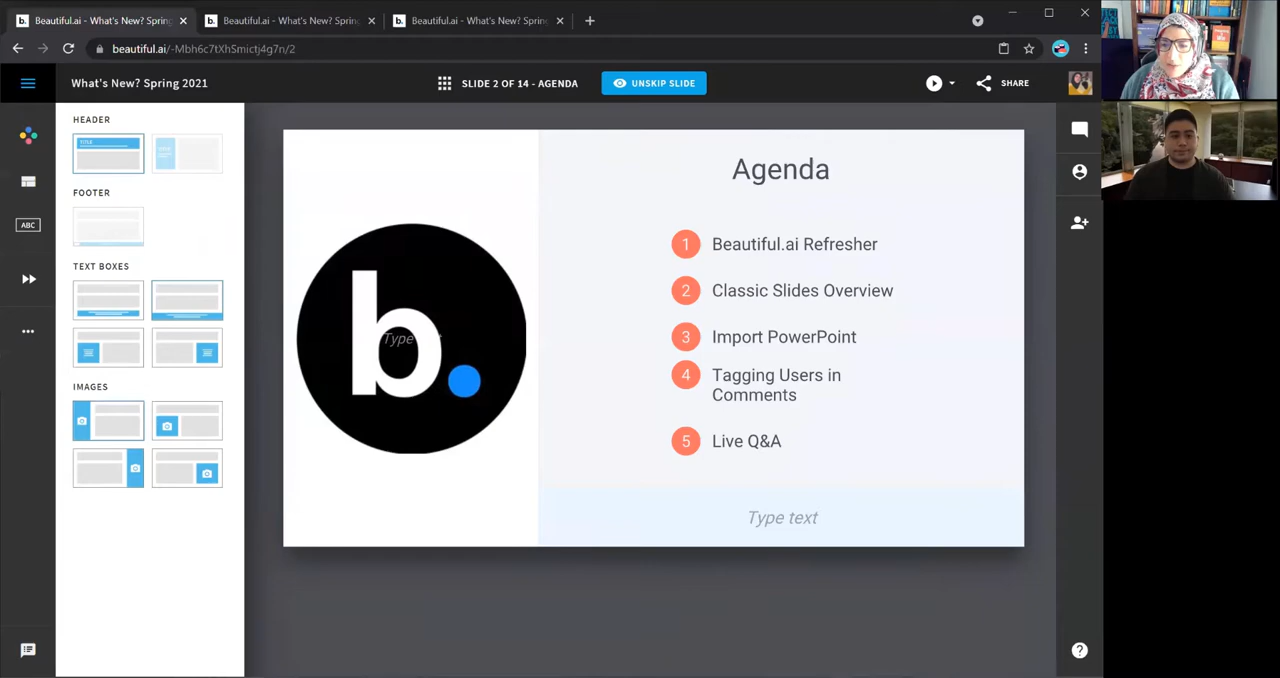 b. Beautiful.ai - What's New? Spring
b. Beautiful.ai - What's New? Spring
b. Beautiful.ai - What's New? Spring
beautiful.ai/-Mbh6c7tXhSmictj4g7n/2
What's New? Spring 2021
SLIDE 2 OF 14 - AGENDA
UNSKIP SLIDE
SHARE
HEADER
TITLE
FOOTER
ABC
TEXT BOXES
IMAGES
b.
Type
Agenda
1 Beautiful.ai Refresher
2 Classic Slides Overview
3 Import PowerPoint
4 Tagging Users in
Comments
5 Live Q&A
Type text
?